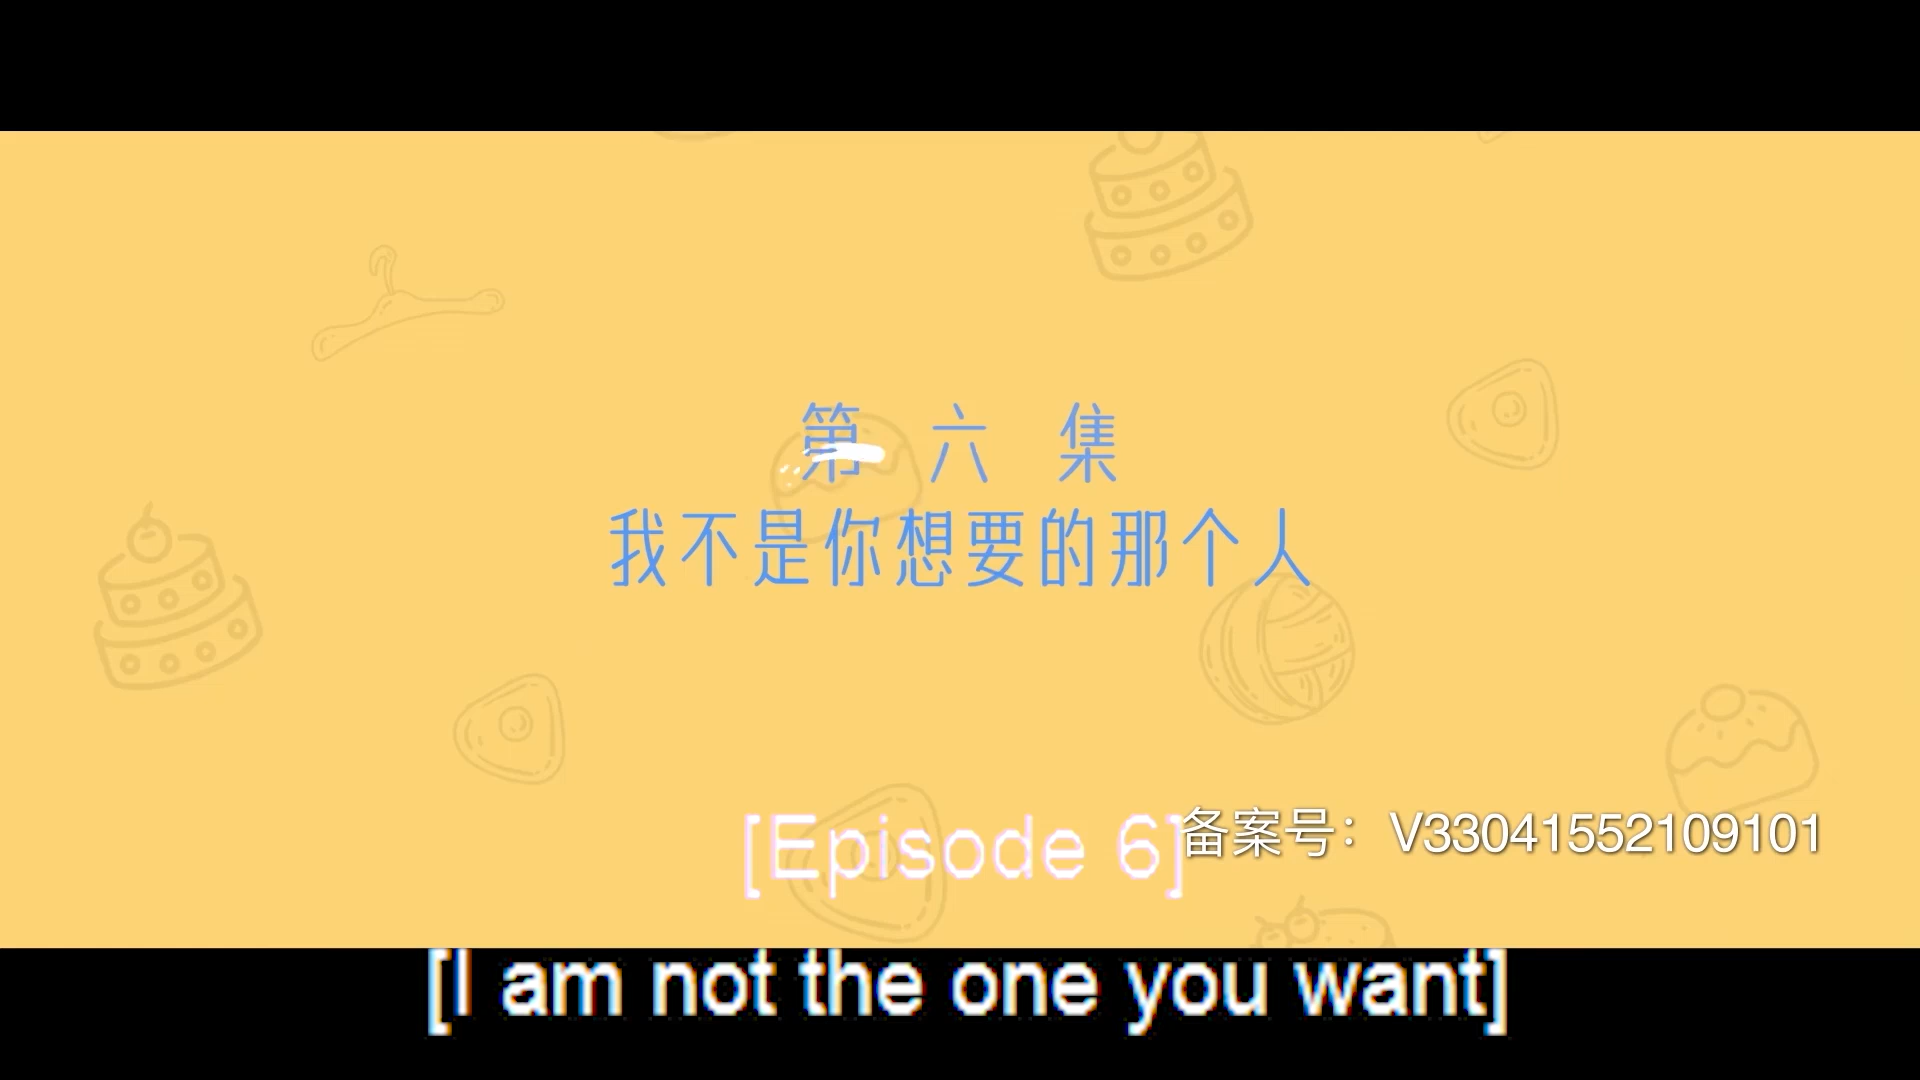 第六集
我不是你想要的那个人
[Episode 6]
备案号：V33041552109101
[I am not the one you want]